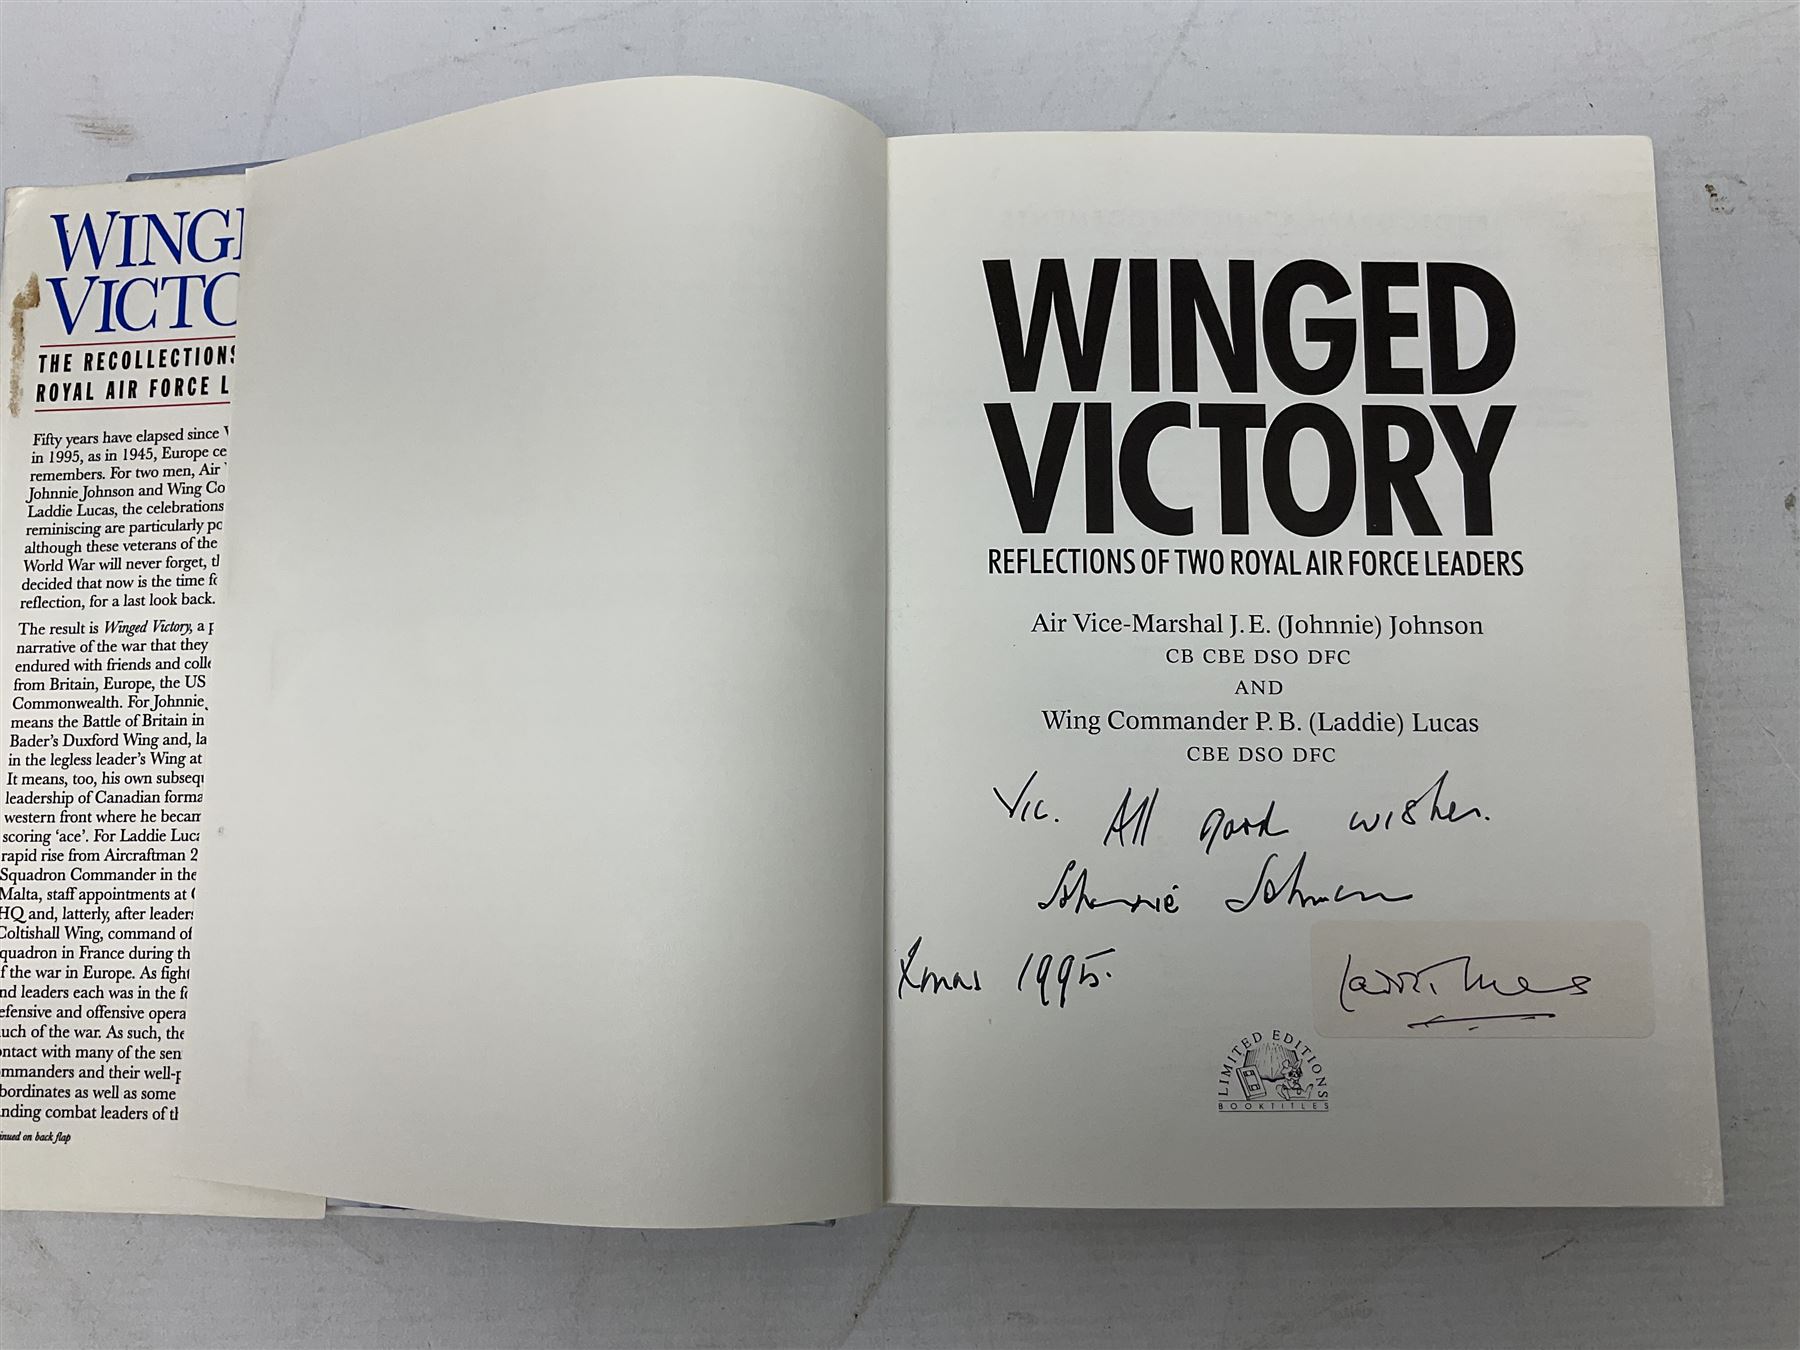 WINGE
VICTO
THE RECOLLECTIONS
ROYAL AIR FORCE L
Fifty years have elapsed since V
in 1995, as in 1945, Europe ce
remembers. For two men, Air
Johnnie Johnson and Wing Co
Laddie Lucas, the celebrations
reminiscing are particularly po
although these veterans of the
World War will never forget, th
decided that now is the time fo
reflection, for a last look back.
The result is Winged Victory, a p
narrative of the war that they
endured with friends and colle
from Britain, Europe, the US
Commonwealth. For Johnnie
means the Battle of Britain in
Bader's Duxford Wing and, la
in the legless leader's Wing at
It means, too, his own subsequ
leadership of Canadian forma
western front where he becam
scoring 'ace'. For Laddie Luca
rapid rise from Aircraftman 2
Squadron Commander in the
Malta, staff appointments at
HQ and, latterly, after leader
Coltishall Wing, command of
quadron in France during th
f the war in Europe. As fight
nd leaders each was in the fo
efensive and offensive opera
uch of the war. As such, the
ontact with many of the sen
mmanders and their well-p
bordinates as well as some
nding combat leaders of th
inued on back flap
WINGED
VICTORY
REFLECTIONS OF TWO ROYAL AIR FORCE LEADERS
Air Vice-Marshal J. E. (Johnnie) Johnson
CB CBE DSO DFC
AND
Wing Commander P. B. (Laddie) Lucas
CBE DSO DFC
Vic. All good wishes.
Johnnie Johnson
Xmas 1995.
Laddie Lucas
LIMITED EDITIONS
BOOKTITLES